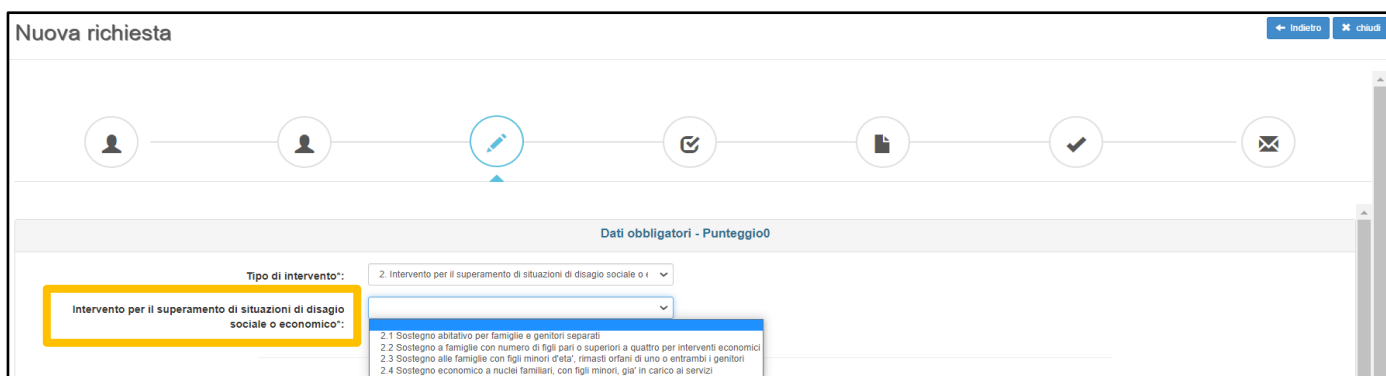 Nuova richiesta
Indietro
chiudi
Dati obbligatori - Punteggio0
Tipo di intervento*:
2. Intervento per il superamento di situazioni di disagio sociale o
Intervento per il superamento di situazioni di disagio
sociale o economico*:
2.1 Sostegno abitativo per famiglie e genitori separati
2.2 Sostegno a famiglie con numero di figli pari o superiori a quattro per interventi economici
2.3 Sostegno alle famiglie con figli minori d'eta', rimasti orfani di uno o entrambi i genitori
2.4 Sostegno economico a nuclei familiari, con figli minori, gia' in carico ai servizi